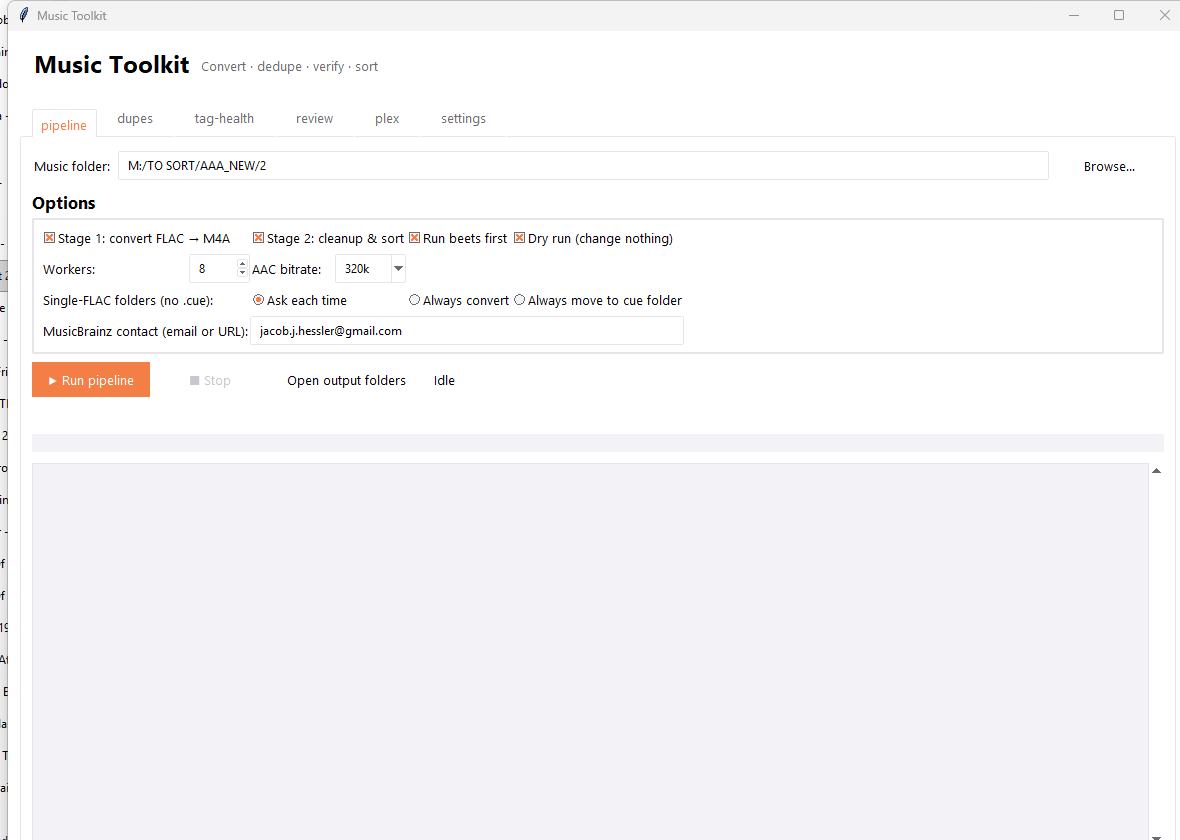 Music Toolkit
Music Toolkit Convert · dedupe · verify · sort
pipeline dupes tag-health review plex settings
Music folder: M:/TO SORT/AAA_NEW/2 Browse...
Options
Stage 1: convert FLAC → M4A Stage 2: cleanup & sort Run beets first Dry run (change nothing)
Workers: 8 AAC bitrate: 320k
Single-FLAC folders (no .cue): Ask each time Always convert Always move to cue folder
MusicBrainz contact (email or URL): jacob.j.hessler@gmail.com
▶ Run pipeline ■ Stop Open output folders Idle